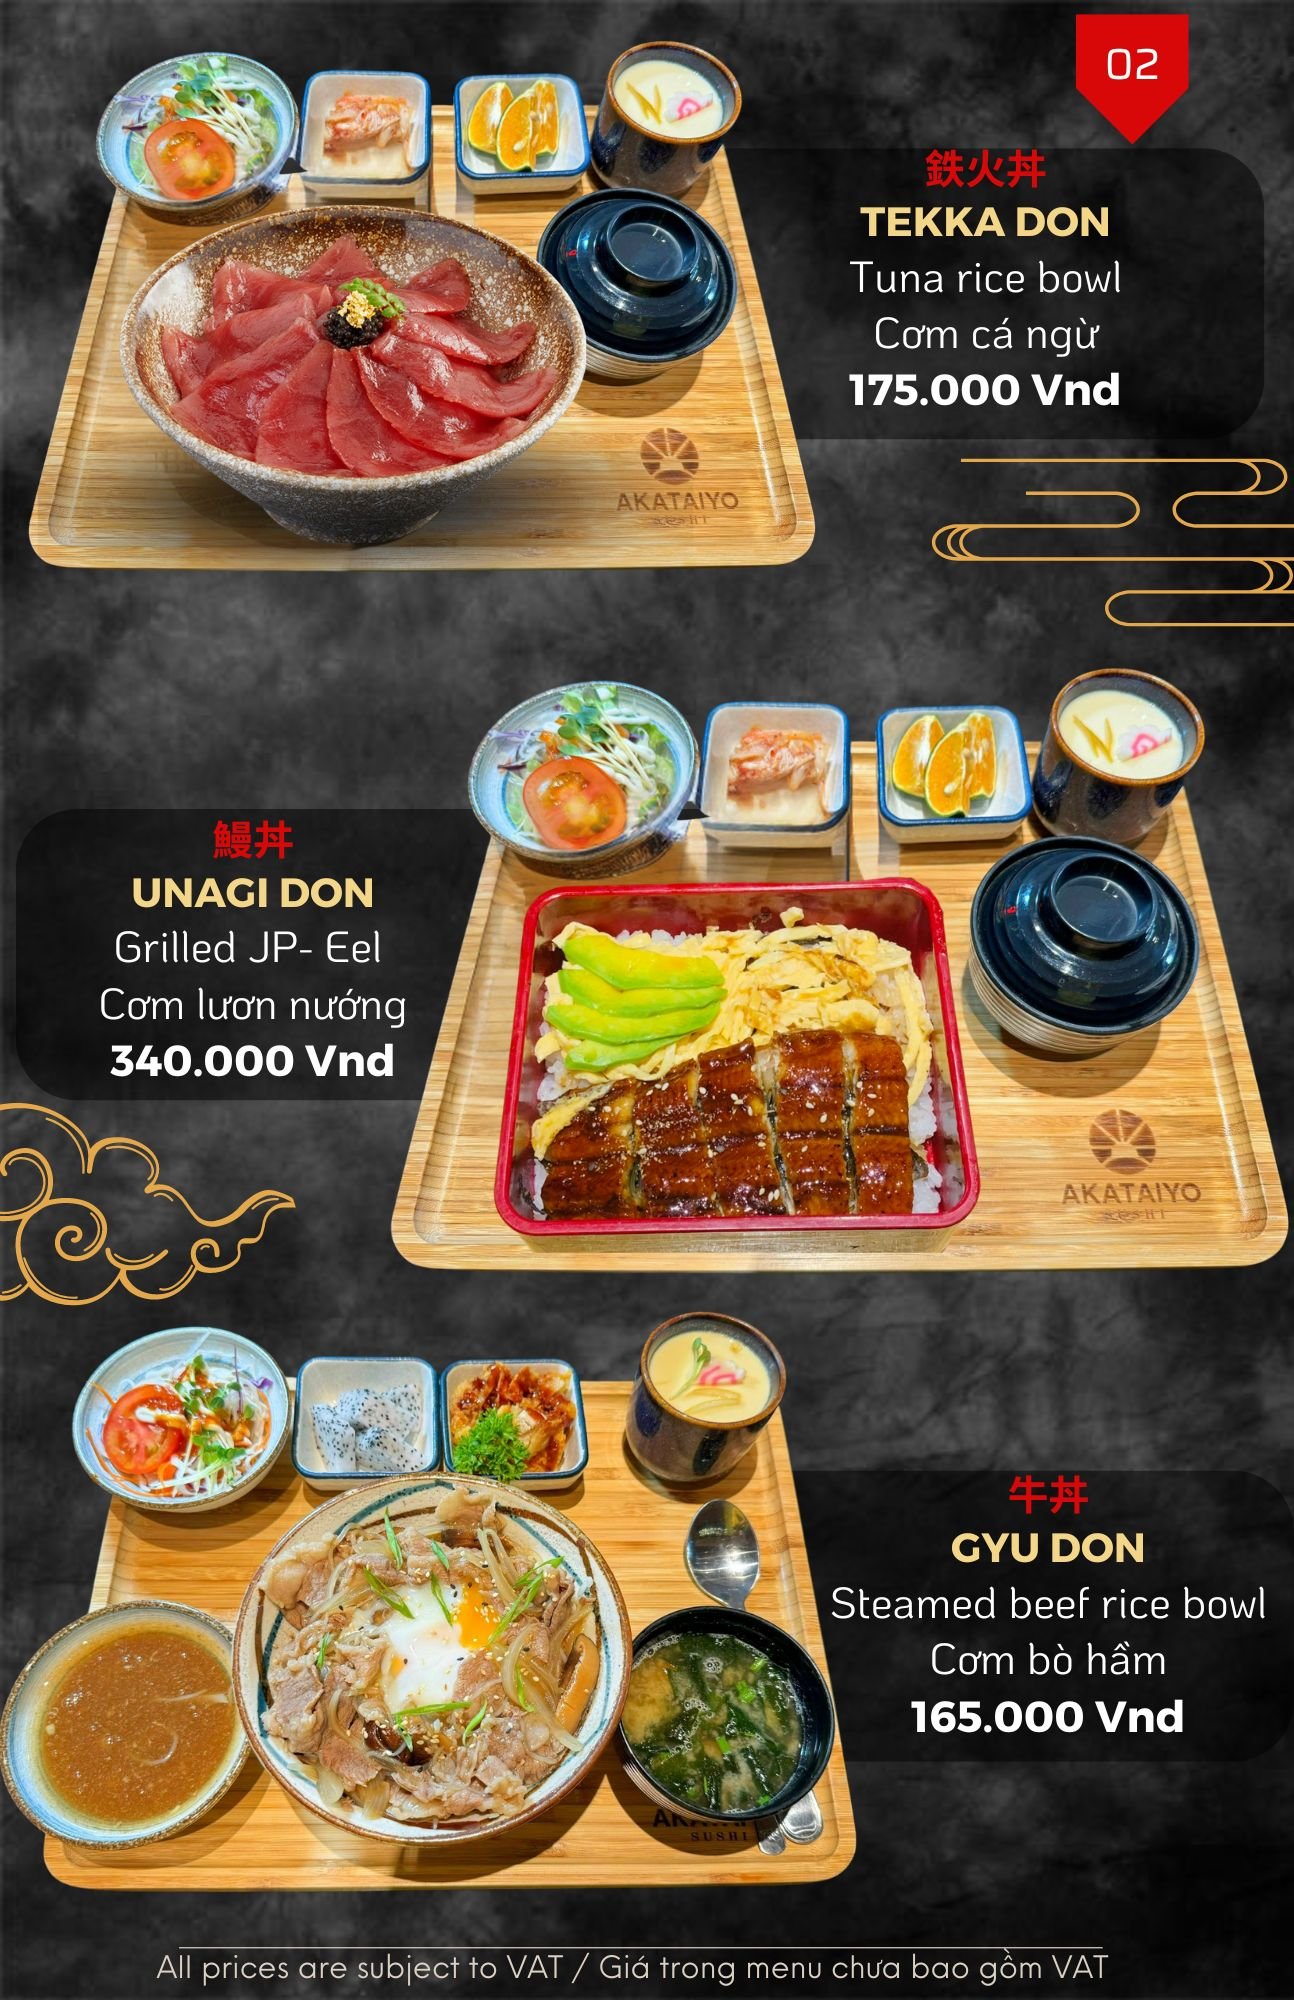 02
鉄火丼
TEKKA DON
Tuna rice bowl
Cơm cá ngừ
175.000 Vnd
AKATAIYO
SUSHI
鰻丼
UNAGI DON
Grilled JP- Eel
Cơm lươn nướng
340.000 Vnd
AKATAIYO
SUSHI
牛丼
GYU DON
Steamed beef rice bowl
Cơm bò hầm
165.000 Vnd
SUSHI
All prices are subject to VAT / Giá trong menu chưa bao gồm VAT